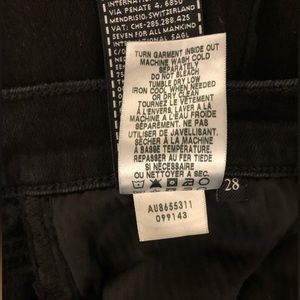 INTERNATI
VIA PENATE 4, 6850
MENDRISIO, SWITZERLAND
VAT: CHE-285.288.425
SEVEN FOR ALL MANKIND
INTERNATIONAL SAGL
TURN GARMENT INSIDE OUT
MACHINE WASH COLD
SEPARATELY
DO NOT BLEACH
TUMBLE DRY LOW
IRON COOL WHEN NEEDED
OR DRY CLEAN
TOURNEZ LE VÊTEMENT
À L'ENVERS. LAVER À LA
MACHINE À L'EAU FROIDE
SÉPARÉMENT. NE PAS
UTILISER DE JAVELLISANT.
SÉCHER À LA MACHINE
À BASSE TEMPÉRATURE.
REPASSER AU FER TIEDE
SI NÉCESSAIRE
OU NETTOYER A SEC.
28
AU8655311
099143